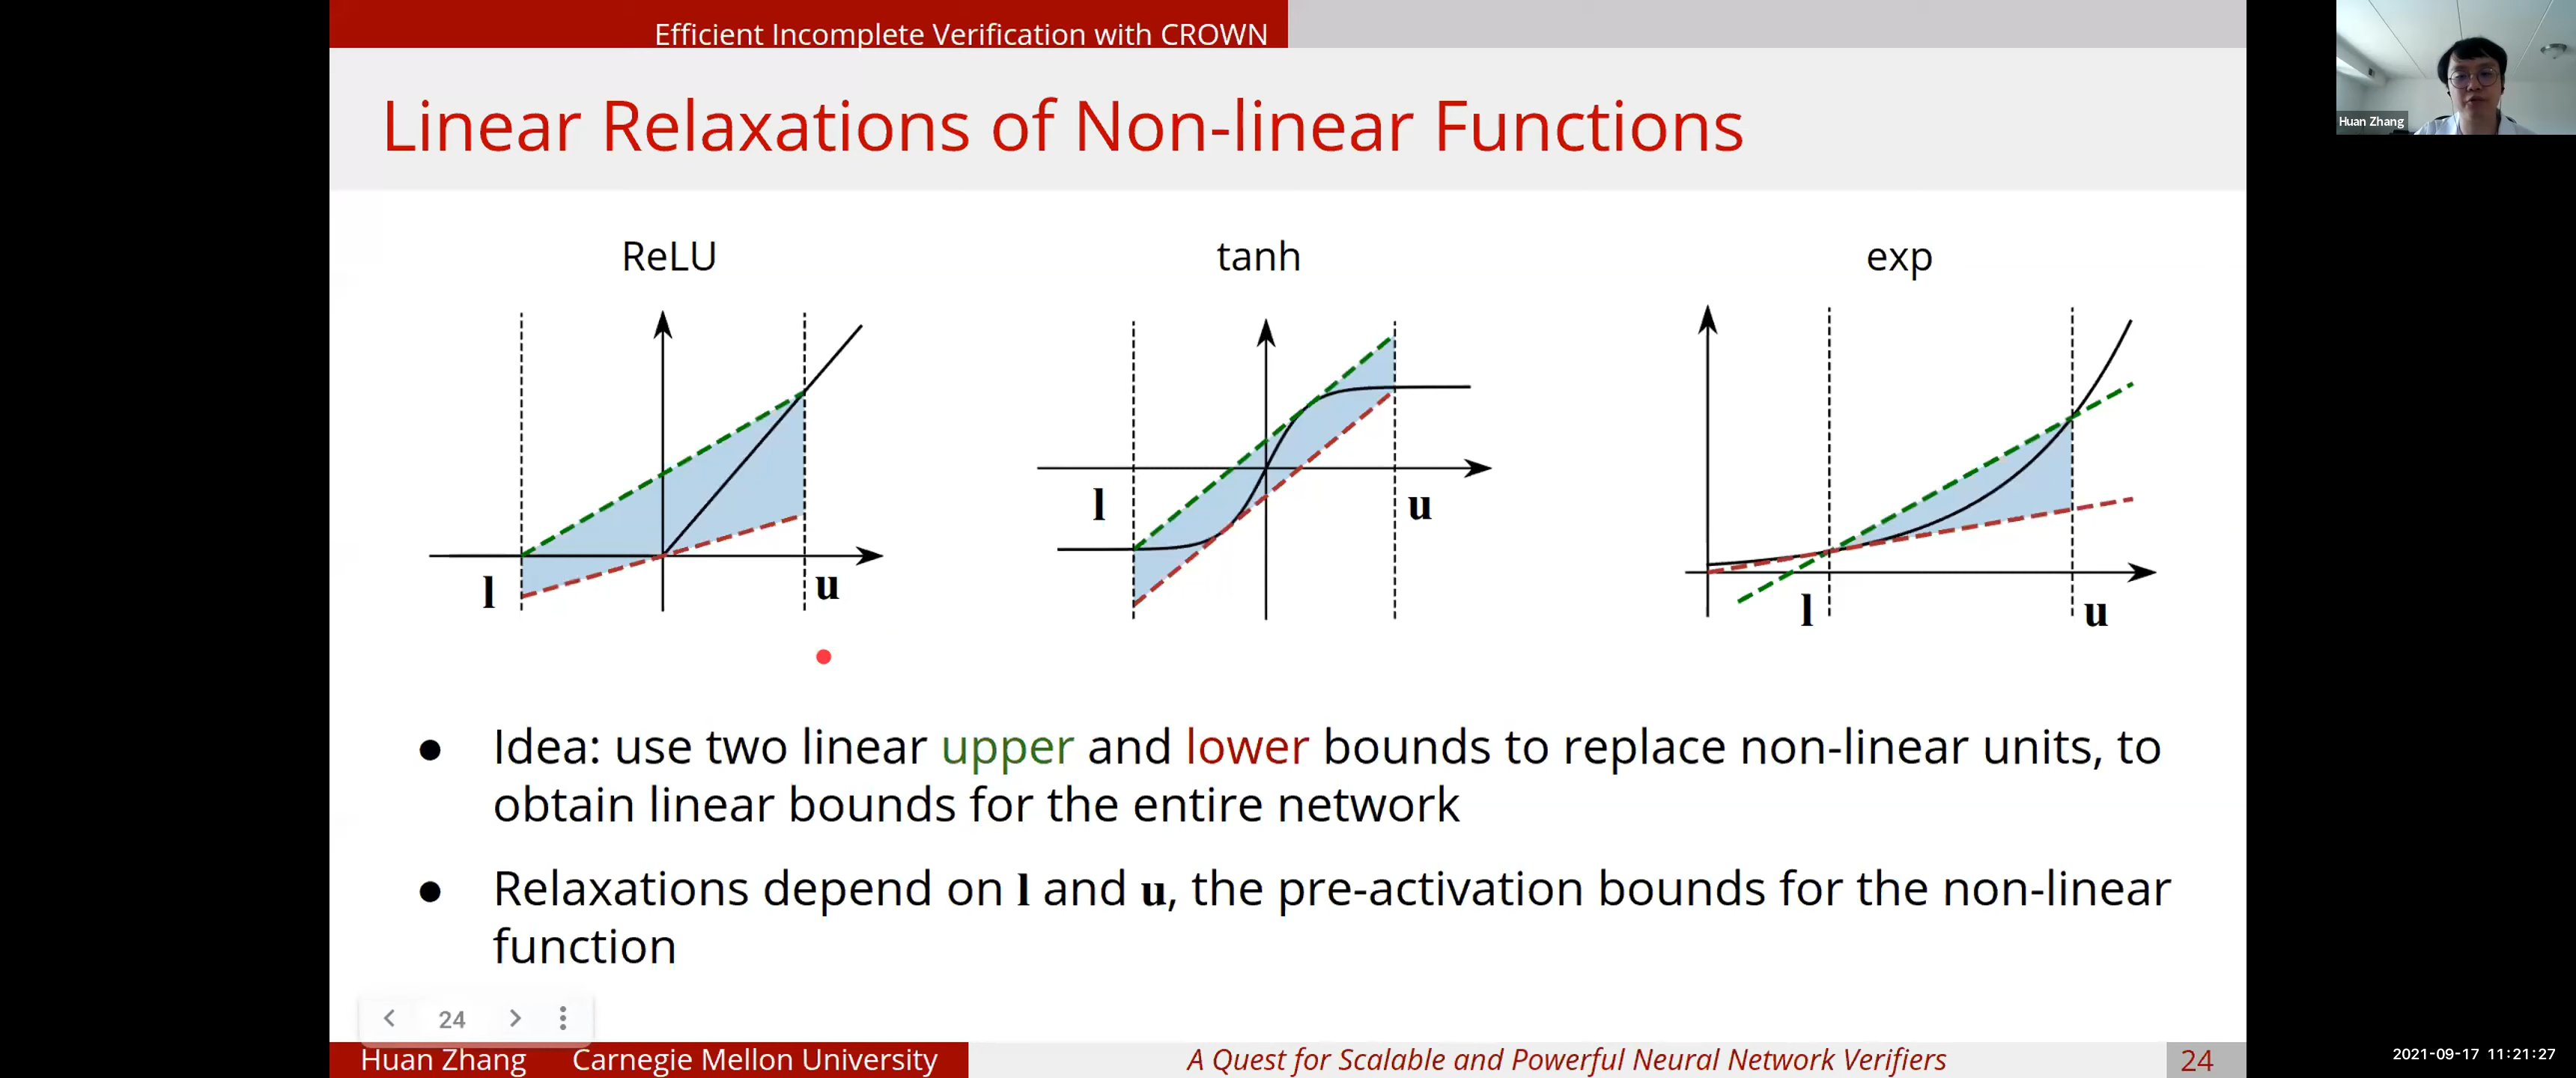 Efficient Incomplete Verification with CROWN
Huan Zhang
Linear Relaxations of Non-linear Functions
ReLU
tanh
exp
l
u
l
u
l
u
● Idea: use two linear upper and lower bounds to replace non-linear units, to
obtain linear bounds for the entire network
● Relaxations depend on l and u, the pre-activation bounds for the non-linear
function
24
Huan Zhang Carnegie Mellon University
A Quest for Scalable and Powerful Neural Network Verifiers
24
2021-09-17 11:21:27